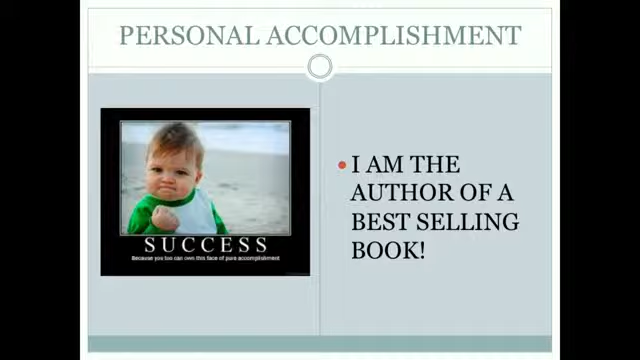 PERSONAL ACCOMPLISHMENT
SUCCESS
Because you too can own this face of pure accomplishment
I AM THE
AUTHOR OF A
BEST SELLING
BOOK!